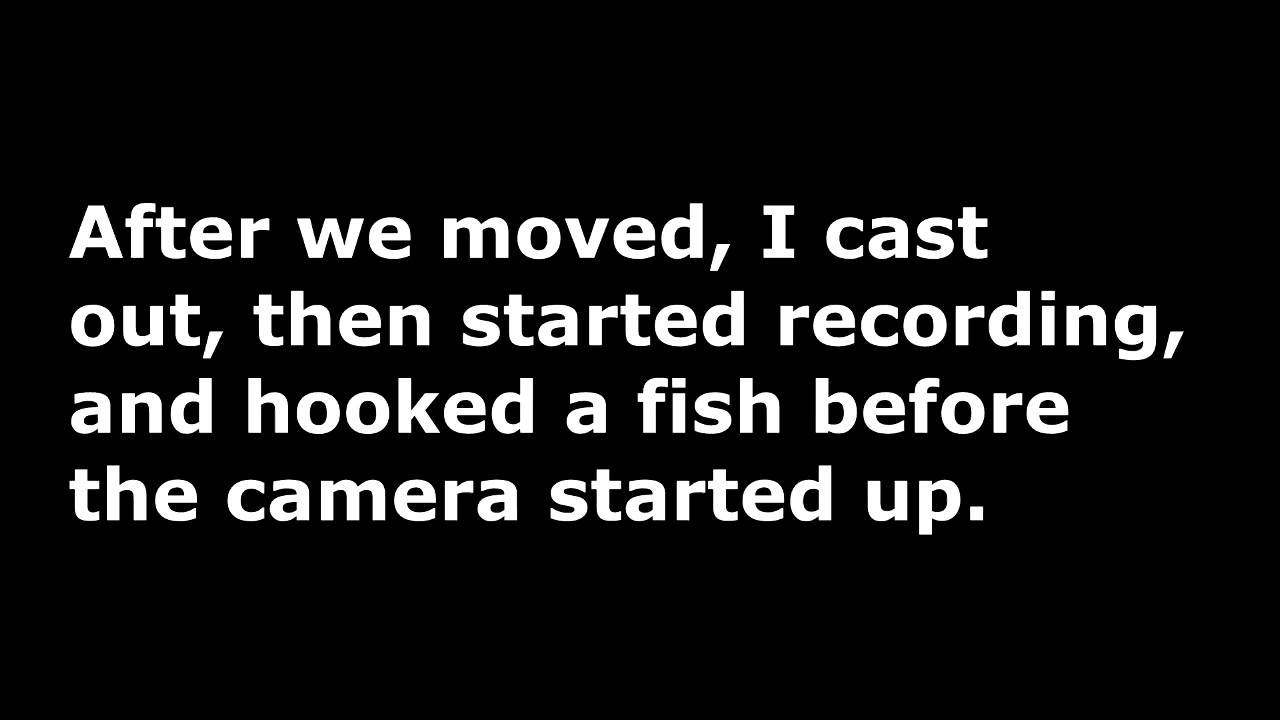 After we moved, I cast
out, then started recording,
and hooked a fish before
the camera started up.